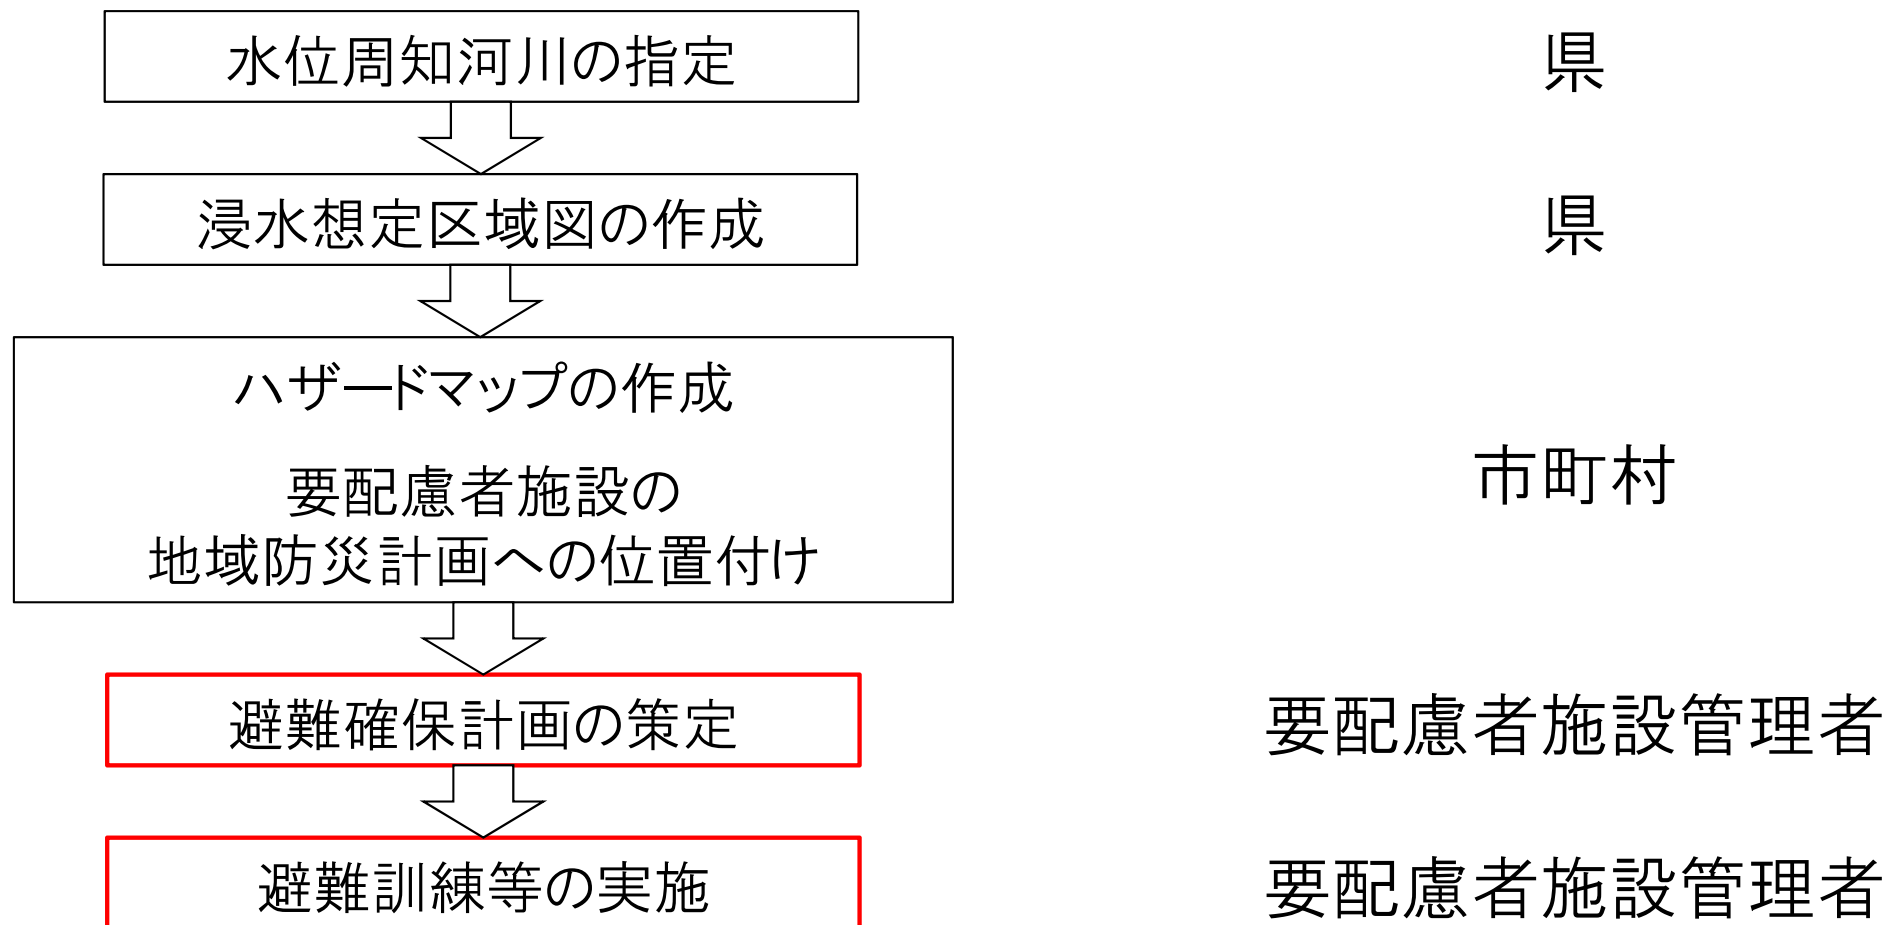 水位周知河川の指定
県
浸水想定区域図の作成
県
ハザードマップの作成
要配慮者施設の
地域防災計画への位置付け
市町村
避難確保計画の策定
要配慮者施設管理者
避難訓練等の実施
要配慮者施設管理者